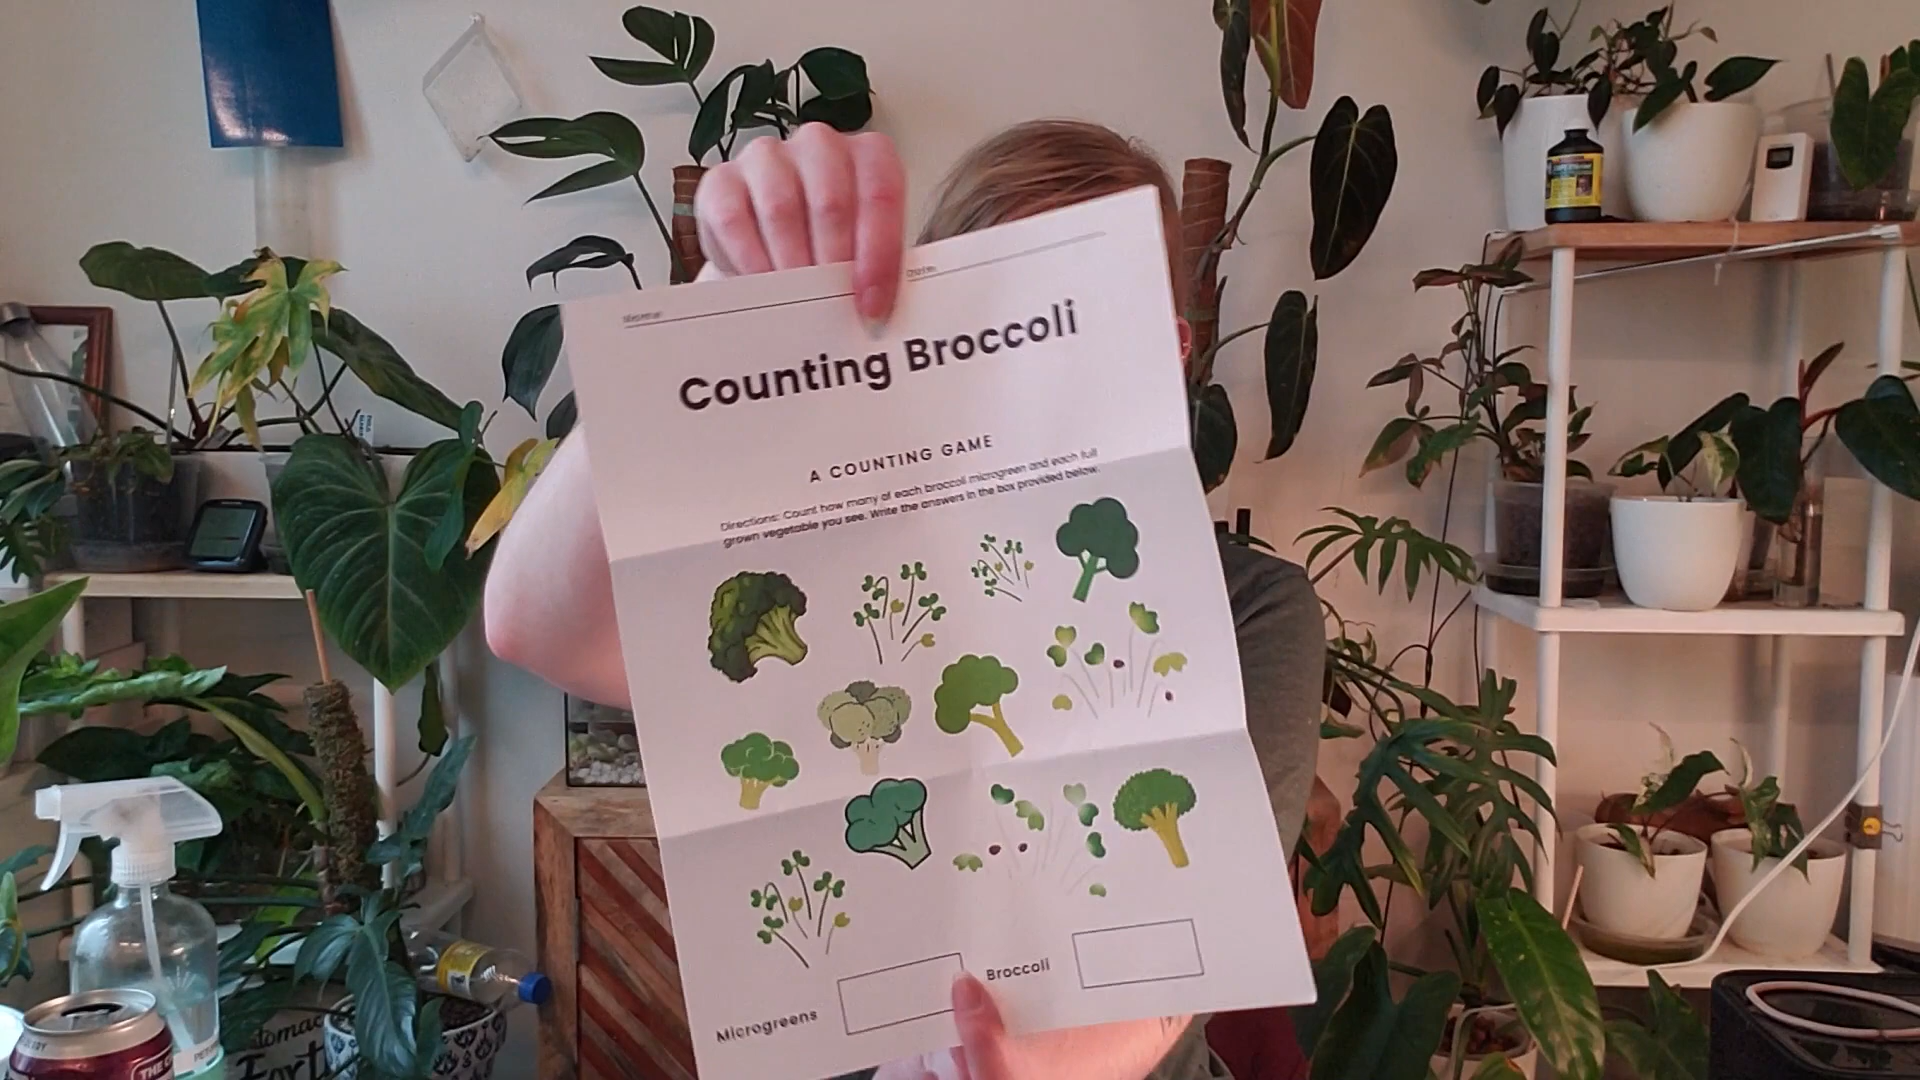 Name:
Date:
Counting Broccoli
A COUNTING GAME
Directions: Count how many of each broccoli microgreen and each full
grown vegetable you see. Write the answers in the box provided below.
Microgreens
Broccoli
THE